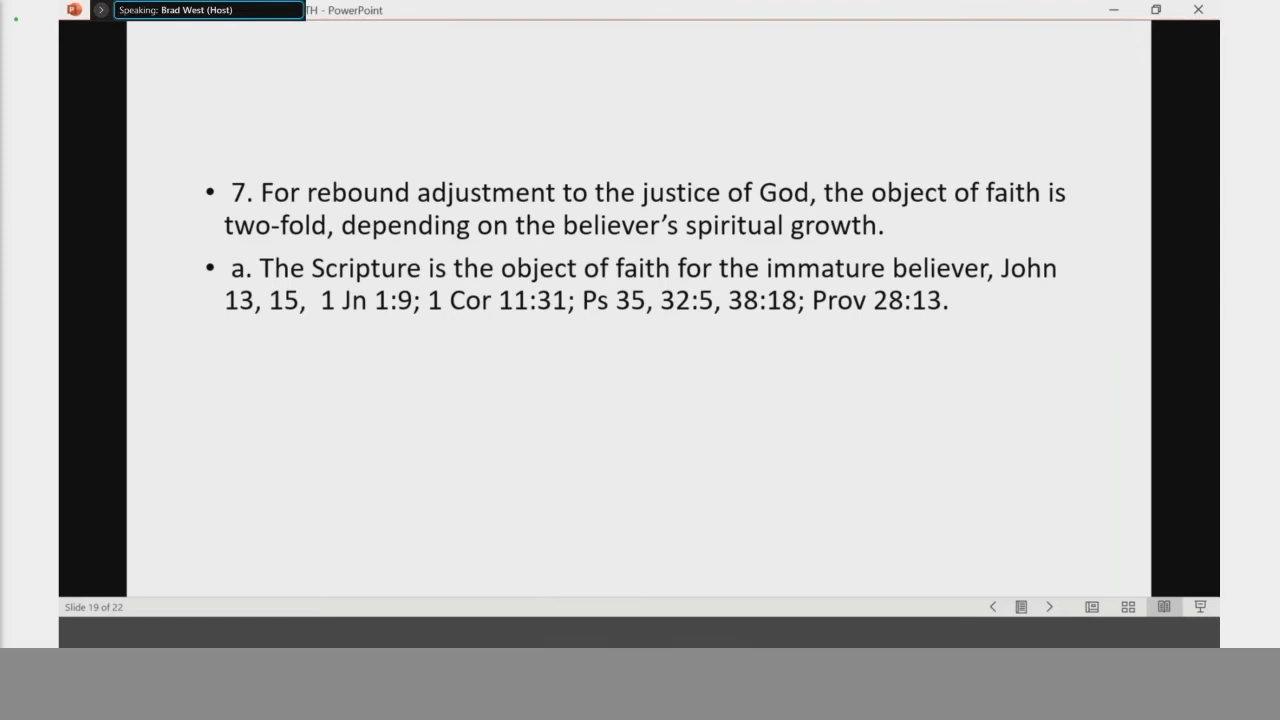 Speaking: Brad West (Host)
TH - PowerPoint
• 7. For rebound adjustment to the justice of God, the object of faith is
two-fold, depending on the believer’s spiritual growth.
• a. The Scripture is the object of faith for the immature believer, John
13, 15, 1 Jn 1:9; 1 Cor 11:31; Ps 35, 32:5, 38:18; Prov 28:13.
Slide 19 of 22